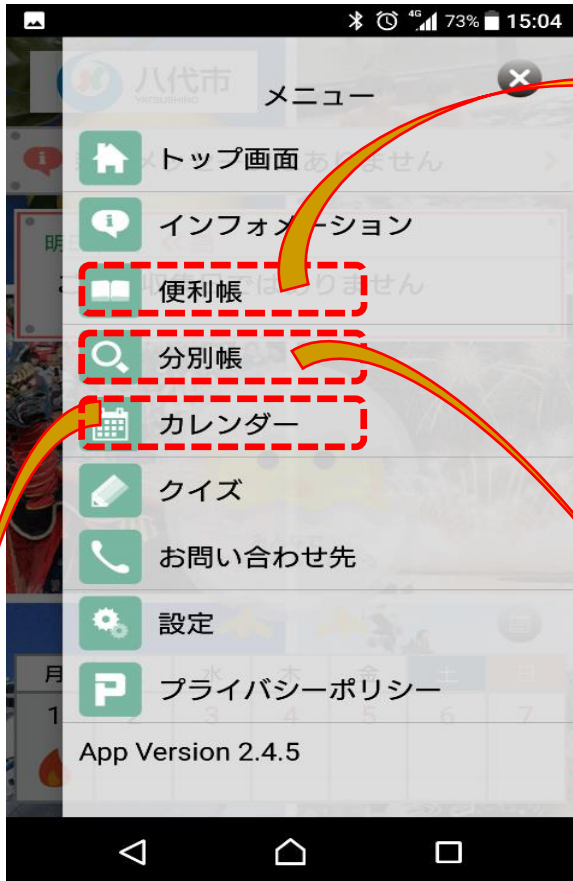 4G 73% 15:04
八代市
YATSUSHIRO
メニュー
トップ画面
インフォメーション
便利帳
分別帳
カレンダー
クイズ
お問い合わせ先
設定
月 水 木 金 土 日
プライバシーポリシー
1 2 3 4 5 6 7
App Version 2.4.5